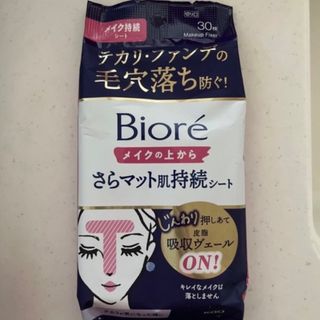 メイク持続
シート
30枚
Makeup Fixer
テカリ・ファンデの
毛穴落ち防ぐ!
Bioré
メイクの上から
さらマット肌持続シート
じんわり押しあて
皮脂
吸収ヴェール
ON!
キレイなメイクは
落としません
KAO